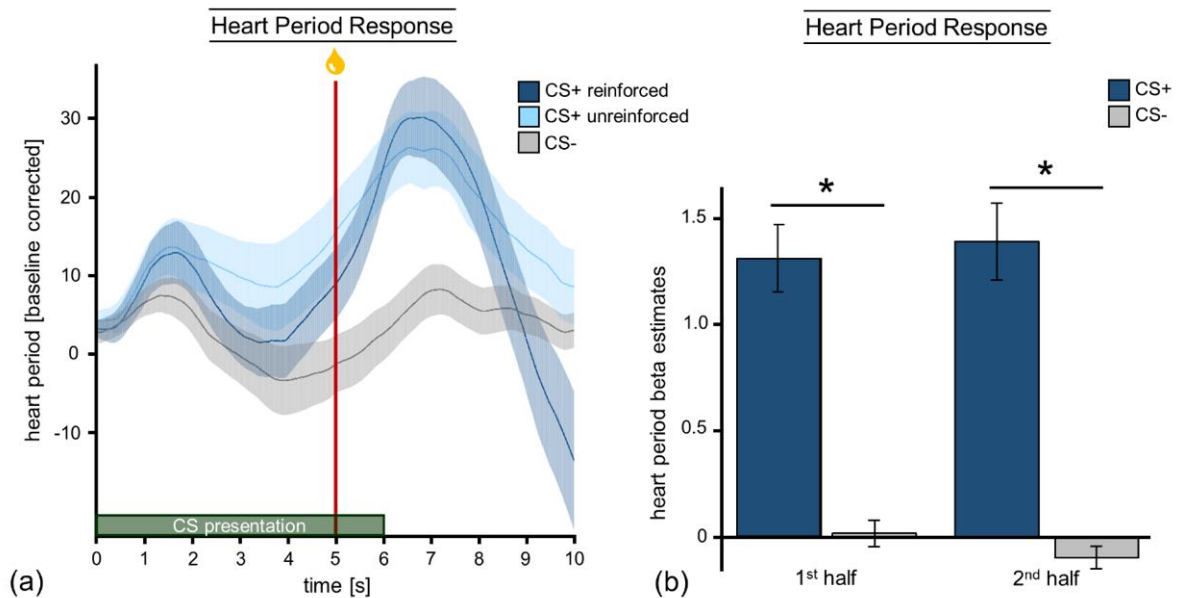 Heart Period Response
CS+ reinforced
CS+ unreinforced
CS-
heart period [baseline corrected]
30
20
10
0
-10
CS presentation
0 1 2 3 4 5 6 7 8 9 10
time [s]
(a)
Heart Period Response
CS+
CS-
* *
heart period beta estimates
1.5
1.0
0.5
0
1st half 2nd half
(b)